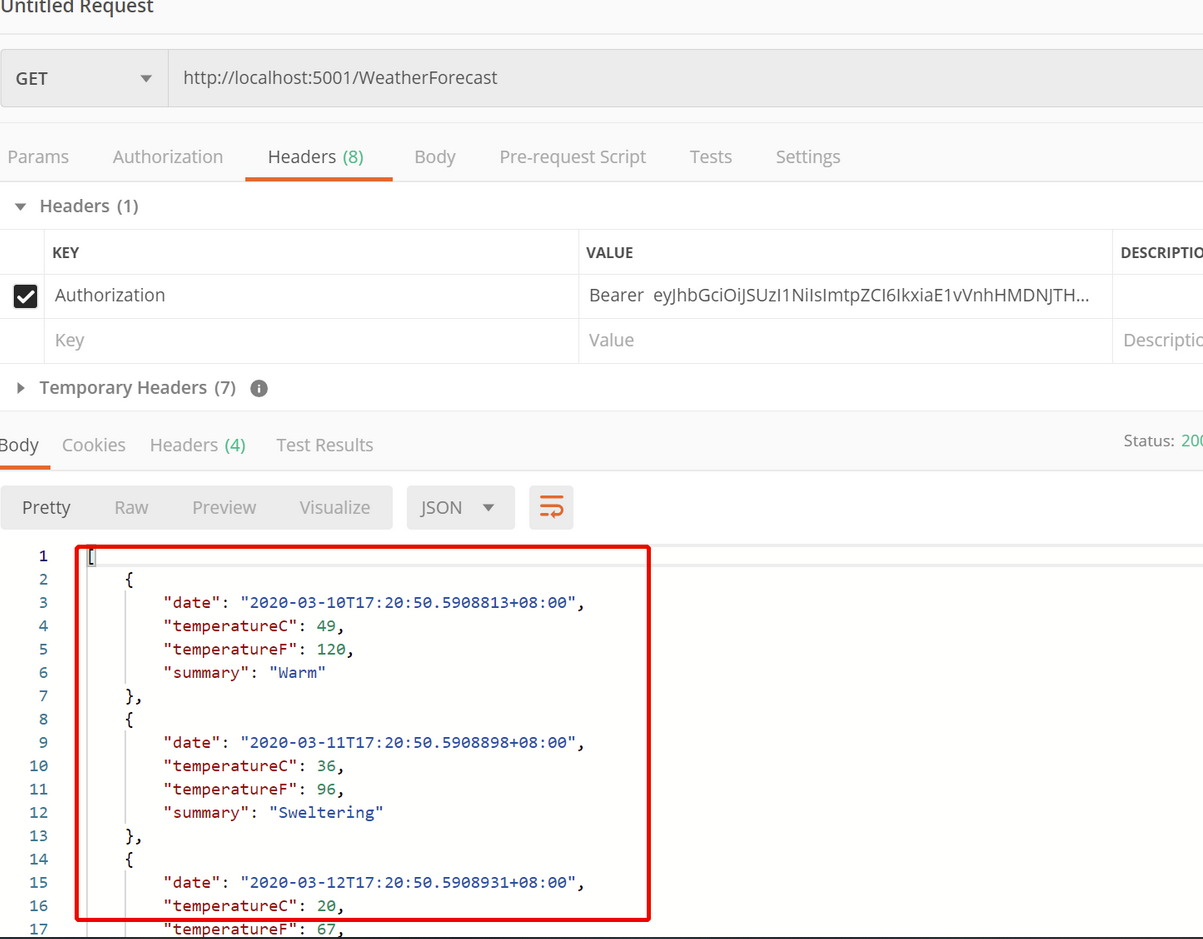 Untitled Request
GET http://localhost:5001/WeatherForecast
Params Authorization Headers (8) Body Pre-request Script Tests Settings
Headers (1)
KEY VALUE DESCRIPTIO
Authorization Bearer eyJhbGciOiJSUzI1NiIsImtpZCI6IkxiaE1vVnhHMDNJTH...
Key Value Descriptio
Temporary Headers (7)
Body Cookies Headers (4) Test Results Status: 200
Pretty Raw Preview Visualize JSON
1 [
2 {
3 "date": "2020-03-10T17:20:50.5908813+08:00",
4 "temperatureC": 49,
5 "temperatureF": 120,
6 "summary": "Warm"
7 },
8 {
9 "date": "2020-03-11T17:20:50.5908898+08:00",
10 "temperatureC": 36,
11 "temperatureF": 96,
12 "summary": "Sweltering"
13 },
14 {
15 "date": "2020-03-12T17:20:50.5908931+08:00",
16 "temperatureC": 20,
17 "temperatureF": 67,